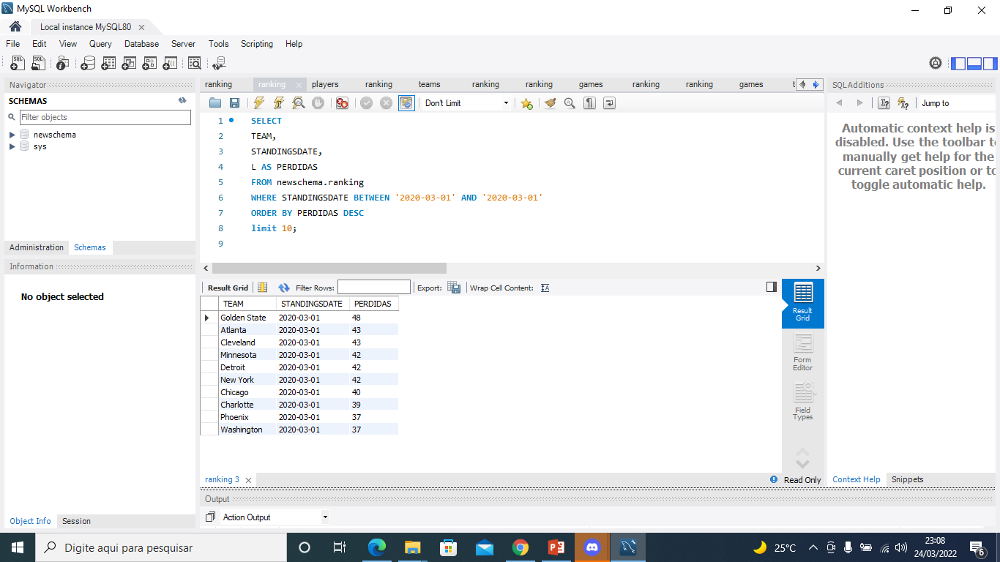 MySQL Workbench
Local instance MySQL80
File Edit View Query Database Server Tools Scripting Help
Navigator
SCHEMAS
Filter objects
newschema
sys
Administration Schemas
Information
No object selected
Object Info Session
ranking ranking players ranking teams ranking ranking games ranking ranking games t
Don't Limit
1 SELECT
2 TEAM,
3 STANDINGSDATE,
4 L AS PERDIDAS
5 FROM newschema.ranking
6 WHERE STANDINGSDATE BETWEEN '2020-03-01' AND '2020-03-01'
7 ORDER BY PERDIDAS DESC
8 limit 10;
9
Result Grid Filter Rows: Export: Wrap Cell Content:
TEAM STANDINGSDATE PERDIDAS
Golden State 2020-03-01 48
Atlanta 2020-03-01 43
Cleveland 2020-03-01 43
Minnesota 2020-03-01 42
Detroit 2020-03-01 42
New York 2020-03-01 42
Chicago 2020-03-01 40
Charlotte 2020-03-01 39
Phoenix 2020-03-01 37
Washington 2020-03-01 37
Result
Grid
Form
Editor
Field
Types
ranking 3 Read Only
Output
Action Output
SQLAdditions
Jump to
Automatic context help is
disabled. Use the toolbar to
manually get help for the
current caret position or to
toggle automatic help.
Context Help Snippets
Digite aqui para pesquisar
25°C
23:08
24/03/2022
6